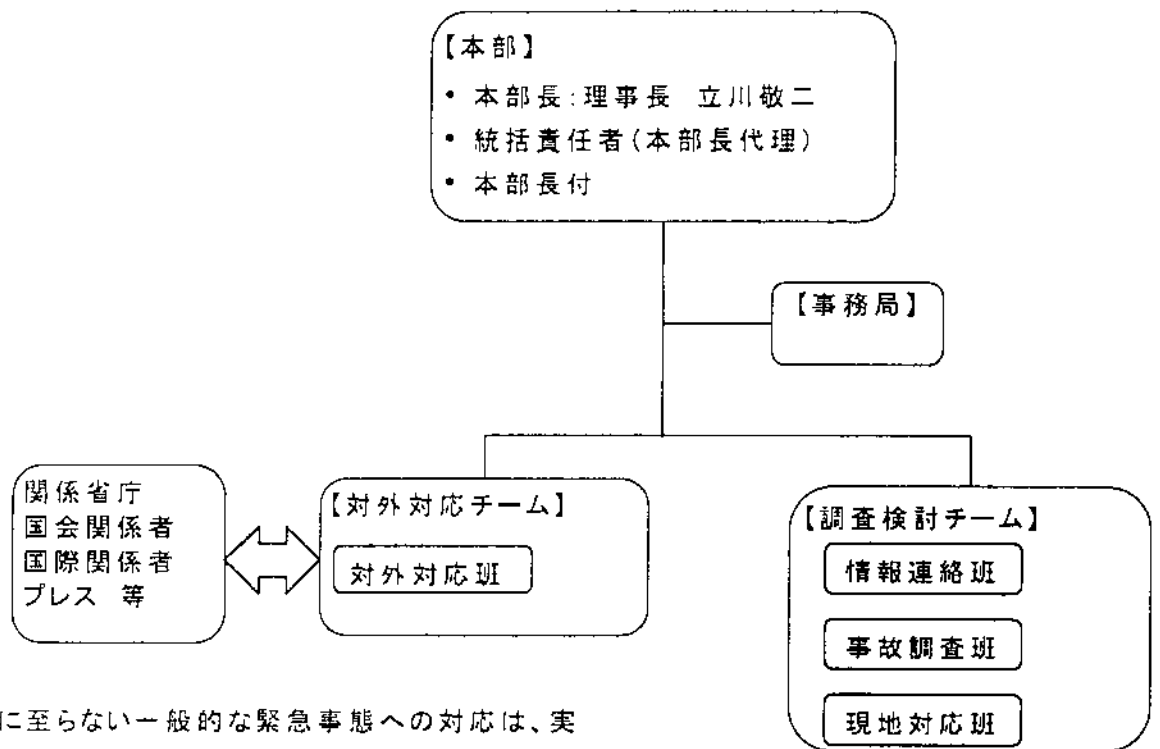 【本部】
• 本部長:理事長 立川敬二
• 統括責任者(本部長代理)
• 本部長付
【事務局】
関係省庁
国会関係者
国際関係者
プレス 等
【対外対応チーム】
対外対応班
【調査検討チーム】
情報連絡班
事故調査班
現地対応班
に至らない一般的な緊急事態への対応は、実